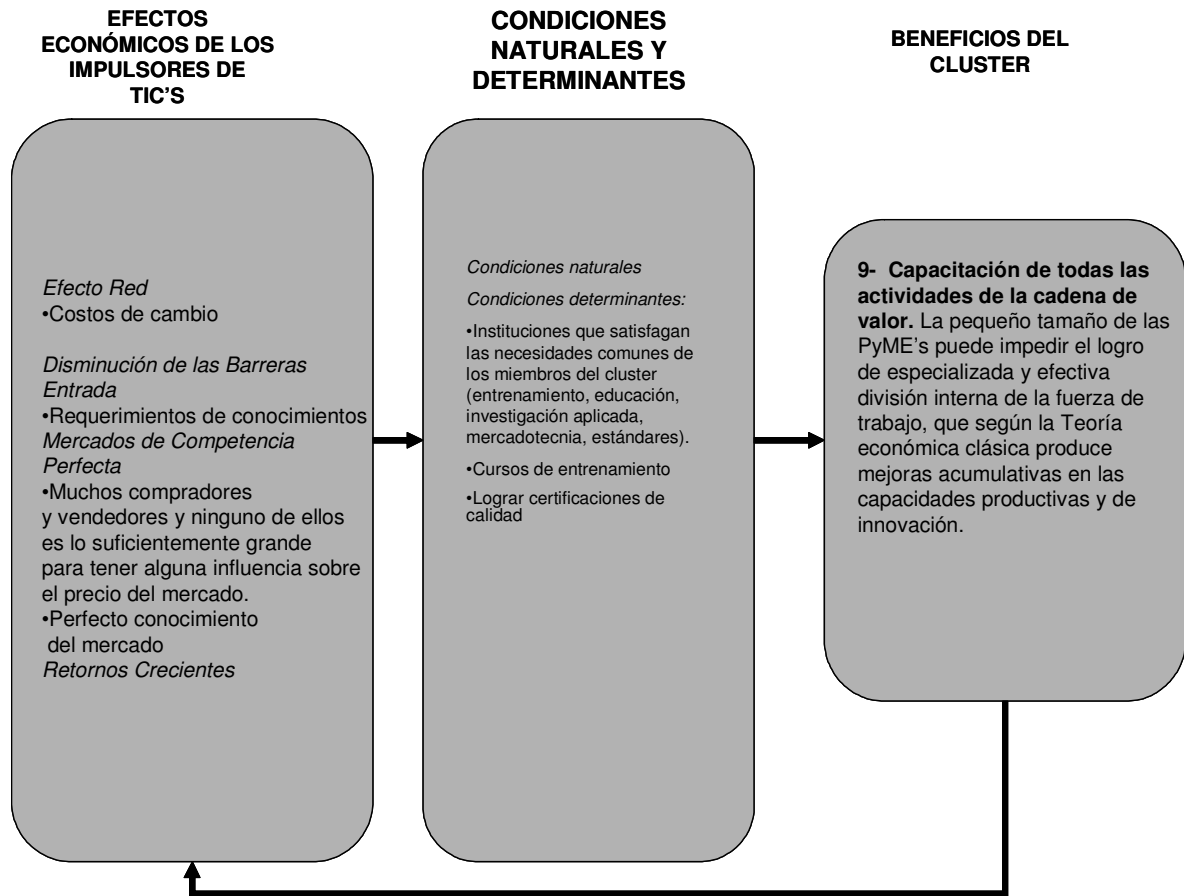 EFECTOS
ECONÓMICOS DE LOS
IMPULSORES DE
TIC'S
CONDICIONES
NATURALES Y
DETERMINANTES
BENEFICIOS DEL
CLUSTER
Efecto Red
•Costos de cambio
Disminución de las Barreras
Entrada
•Requerimientos de conocimientos
Mercados de Competencia
Perfecta
•Muchos compradores
y vendedores y ninguno de ellos
es lo suficientemente grande
para tener alguna influencia sobre
el precio del mercado.
•Perfecto conocimiento
del mercado
Retornos Crecientes
Condiciones naturales
Condiciones determinantes:
•Instituciones que satisfagan
las necesidades comunes de
los miembros del cluster
(entrenamiento, educación,
investigación aplicada,
mercadotecnia, estándares).
•Cursos de entrenamiento
•Lograr certificaciones de
calidad
9- Capacitación de todas las
actividades de la cadena de
valor. La pequeño tamaño de las
PyME's puede impedir el logro
de especializada y efectiva
división interna de la fuerza de
trabajo, que según la Teoría
económica clásica produce
mejoras acumulativas en las
capacidades productivas y de
innovación.